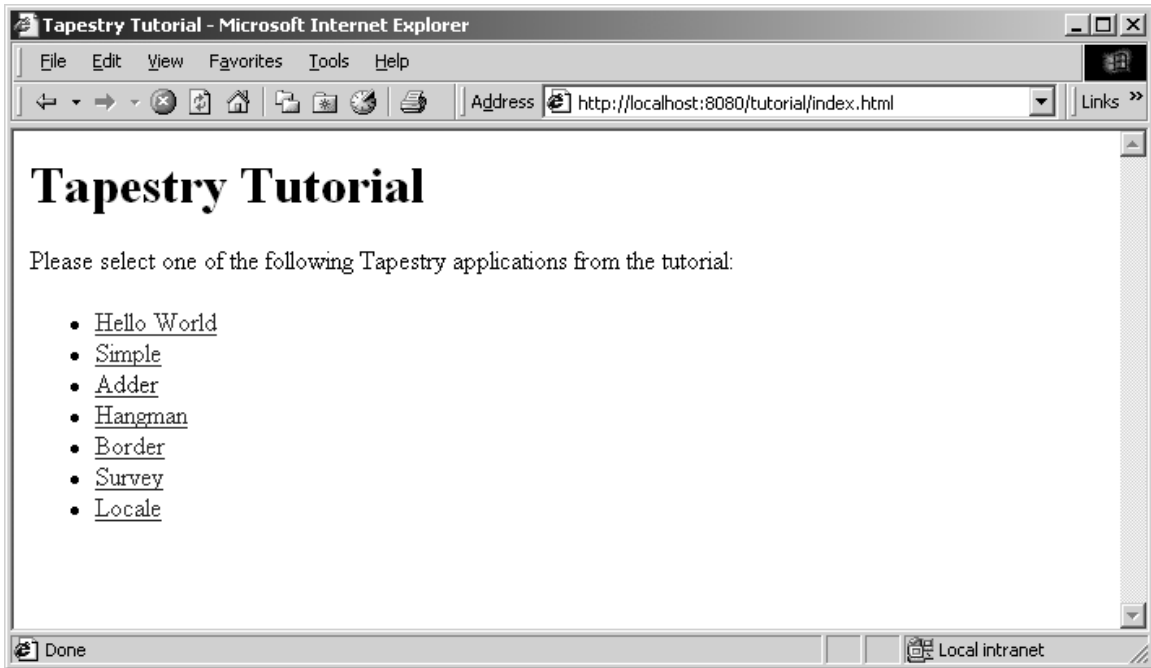 Tapestry Tutorial - Microsoft Internet Explorer
File Edit View Favorites Tools Help
Address http://localhost:8080/tutorial/index.html Links »
Tapestry Tutorial
Please select one of the following Tapestry applications from the tutorial:
• Hello World
• Simple
• Adder
• Hangman
• Border
• Survey
• Locale
Done Local intranet